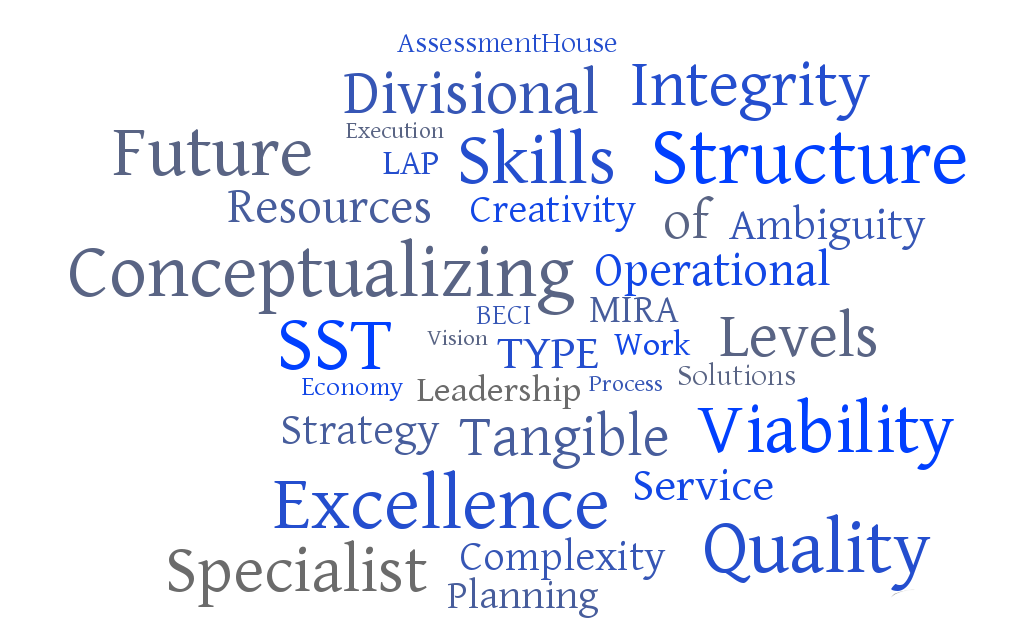 AssessmentHouse
Divisional Integrity
Execution
Future LAP Skills Structure
Resources Creativity of Ambiguity
Conceptualizing Operational
BECI MIRA
SST Vision TYPE Work Levels
Economy Leadership Process Solutions
Strategy Tangible Viability
Excellence Service
Specialist Complexity Quality
Planning